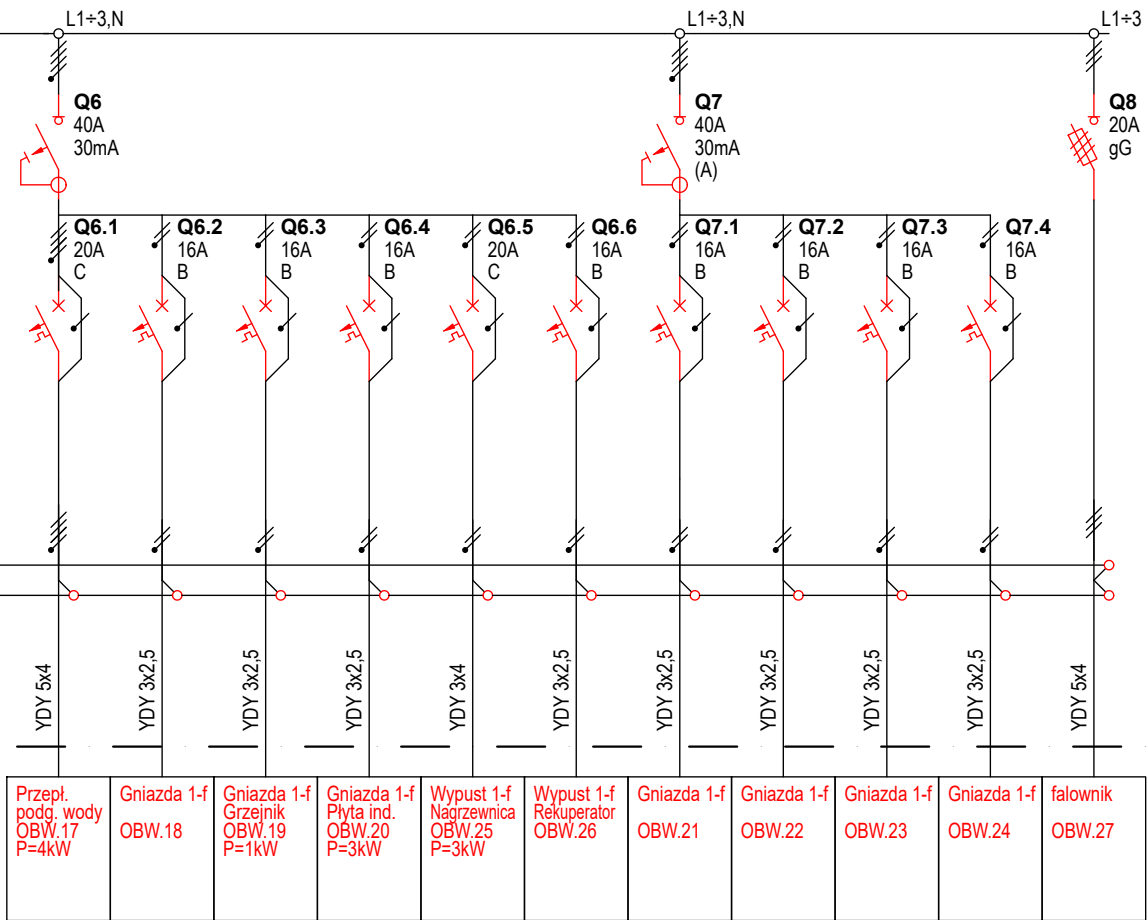 L1÷3,N
L1÷3,N
L1÷3
Q6
40A
30mA
Q7
40A
30mA
(A)
Q8
20A
gG
Q6.1
20A
C
Q6.2
16A
B
Q6.3
16A
B
Q6.4
16A
B
Q6.5
20A
C
Q6.6
16A
B
Q7.1
16A
B
Q7.2
16A
B
Q7.3
16A
B
Q7.4
16A
B
YDY 5x4
YDY 3x2,5
YDY 3x2,5
YDY 3x2,5
YDY 3x4
YDY 3x2,5
YDY 3x2,5
YDY 3x2,5
YDY 3x2,5
YDY 3x2,5
YDY 5x4
Przepł.
podg. wody
OBW.17
P=4kW
Gniazda 1-f
OBW.18
Gniazda 1-f
Grzejnik
OBW.19
P=1kW
Gniazda 1-f
Płyta ind.
OBW.20
P=3kW
Wypust 1-f
Nagrzewnica
OBW.25
P=3kW
Wypust 1-f
Rekuperator
OBW.26
Gniazda 1-f
OBW.21
Gniazda 1-f
OBW.22
Gniazda 1-f
OBW.23
Gniazda 1-f
OBW.24
falownik
OBW.27